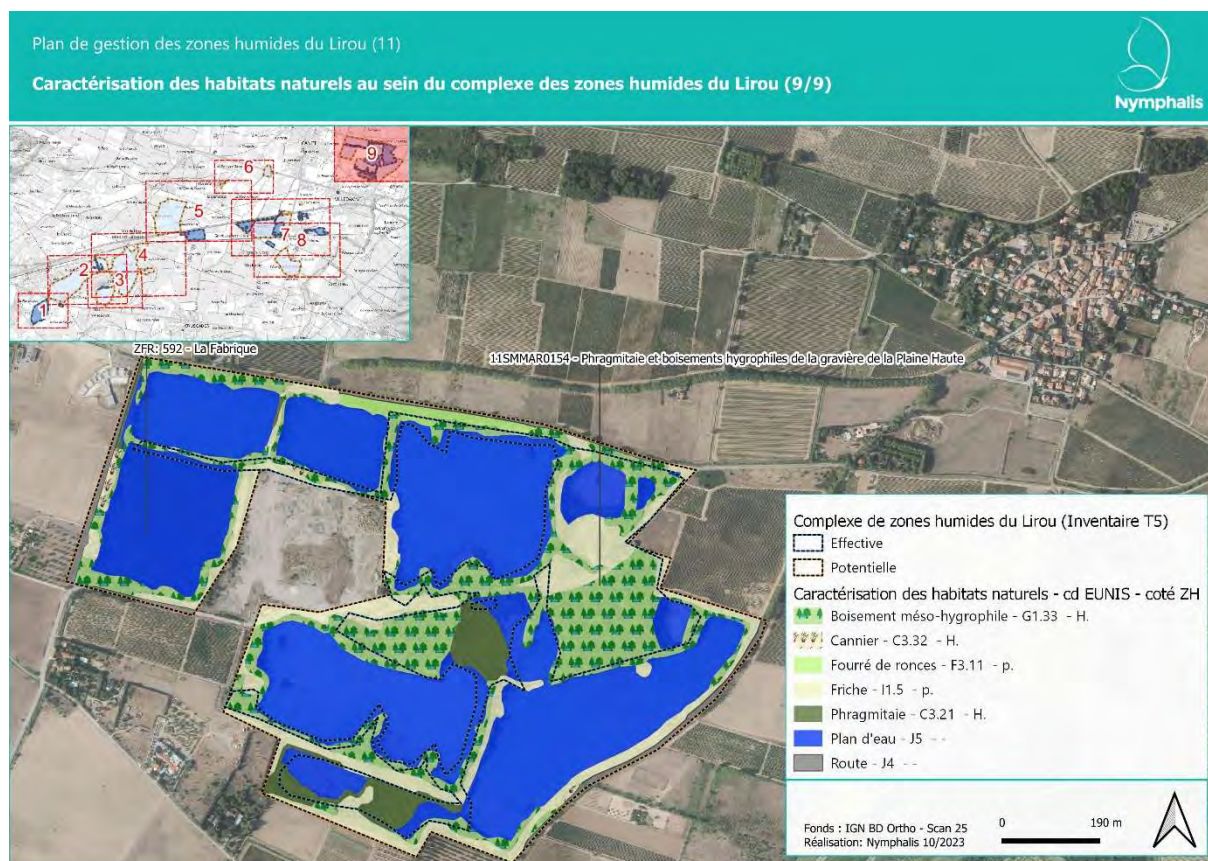 Plan de gestion des zones humides du Lirou (11)
Caractérisation des habitats naturels au sein du complexe des zones humides du Lirou (9/9)
Nymphalis
9
6
5
7
8
4
2
3
1
ZFR: 592 - La Fabrique
11SMMAR0154 - Phragmitaie et boisements hygrophiles de la gravière de la Plaine Haute
Complexe de zones humides du Lirou (Inventaire T5)
Effective
Potentielle
Caractérisation des habitats naturels - cd EUNIS - coté ZH
Boisement méso-hygrophile - G1.33 - H.
Cannier - C3.32 - H.
Fourré de ronces - F3.11 - p.
Friche - I1.5 - p.
Phragmitaie - C3.21 - H.
Plan d'eau - J5 - -
Route - J4 - -
Fonds : IGN BD Ortho - Scan 25
Réalisation: Nymphalis 10/2023
0 190 m